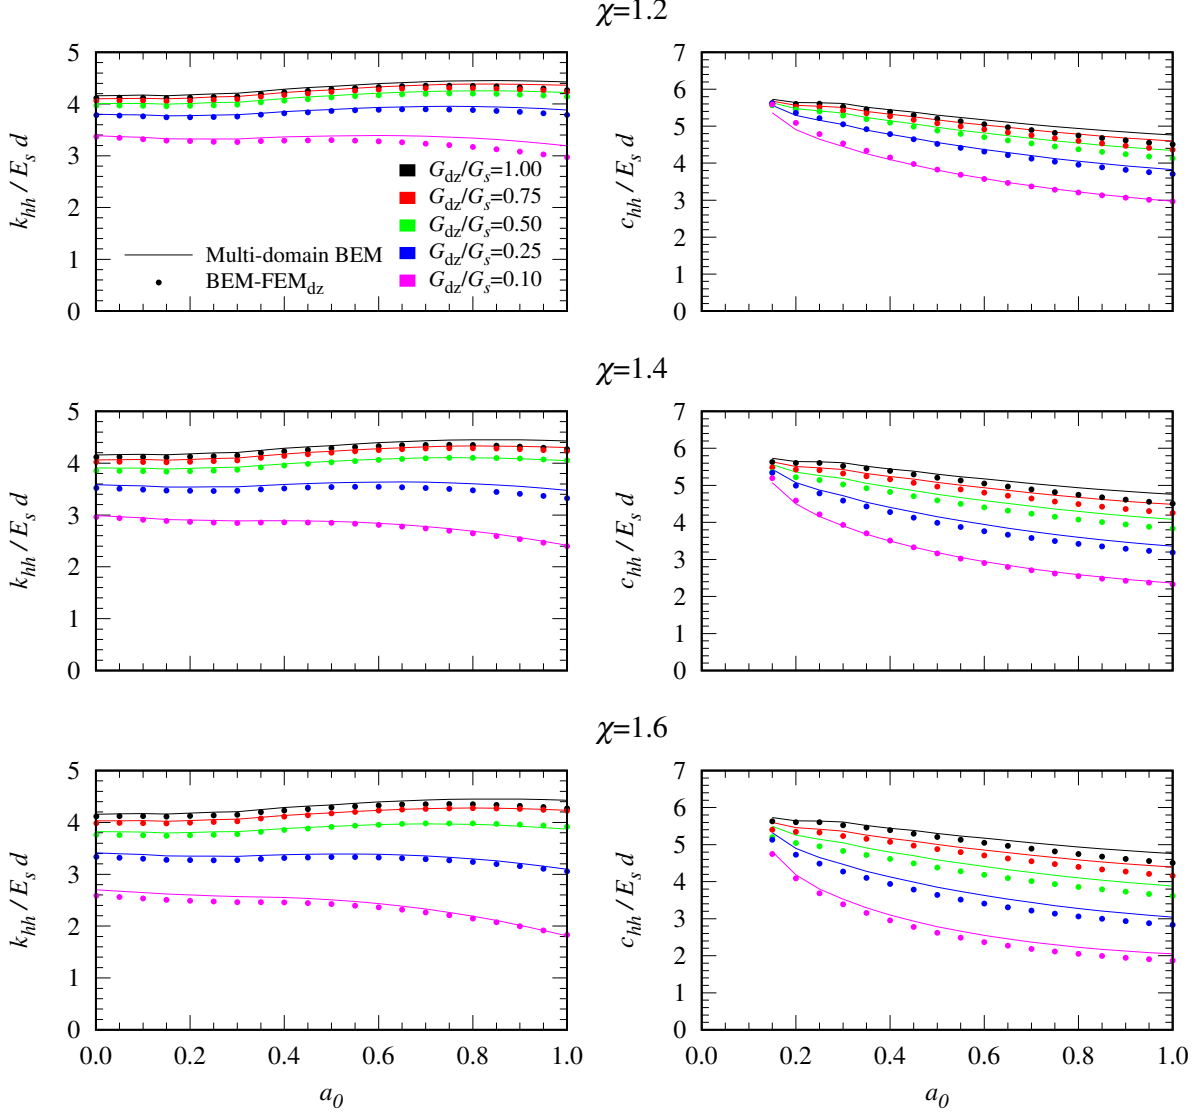 χ=1.2
5
4
3
2
1
0
k_hh / E_s d
G_dz/G_s=1.00
G_dz/G_s=0.75
G_dz/G_s=0.50
G_dz/G_s=0.25
G_dz/G_s=0.10
Multi-domain BEM
BEM-FEM_dz
7
6
5
4
3
2
1
0
c_hh / E_s d
χ=1.4
5
4
3
2
1
0
k_hh / E_s d
7
6
5
4
3
2
1
0
c_hh / E_s d
χ=1.6
5
4
3
2
1
0
k_hh / E_s d
0.0 0.2 0.4 0.6 0.8 1.0
a_0
7
6
5
4
3
2
1
0
c_hh / E_s d
0.0 0.2 0.4 0.6 0.8 1.0
a_0